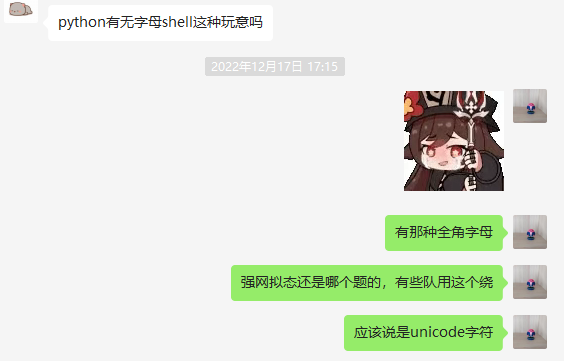 python有无字母shell这种玩意吗
2022年12月17日 17:15
有那种全角字母
强网拟态还是哪个题的，有些队用这个绕
应该说是unicode字符